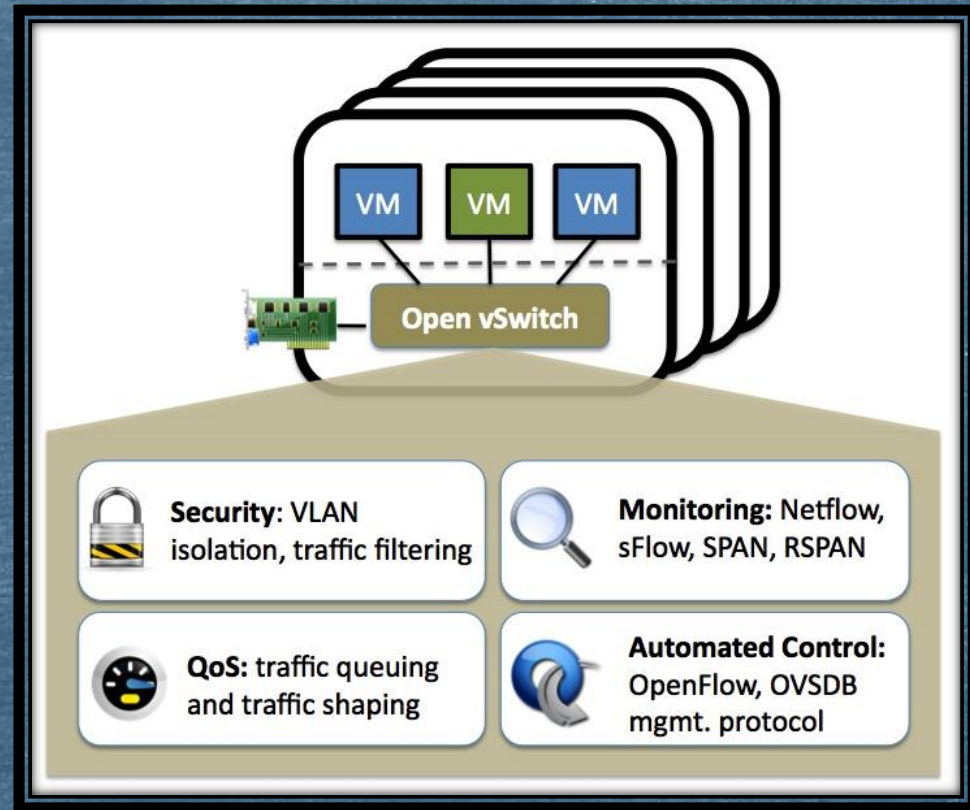 VM VM VM
Open vSwitch
Security: VLAN
isolation, traffic filtering
Monitoring: Netflow,
sFlow, SPAN, RSPAN
QoS: traffic queuing
and traffic shaping
Automated Control:
OpenFlow, OVSDB
mgmt. protocol